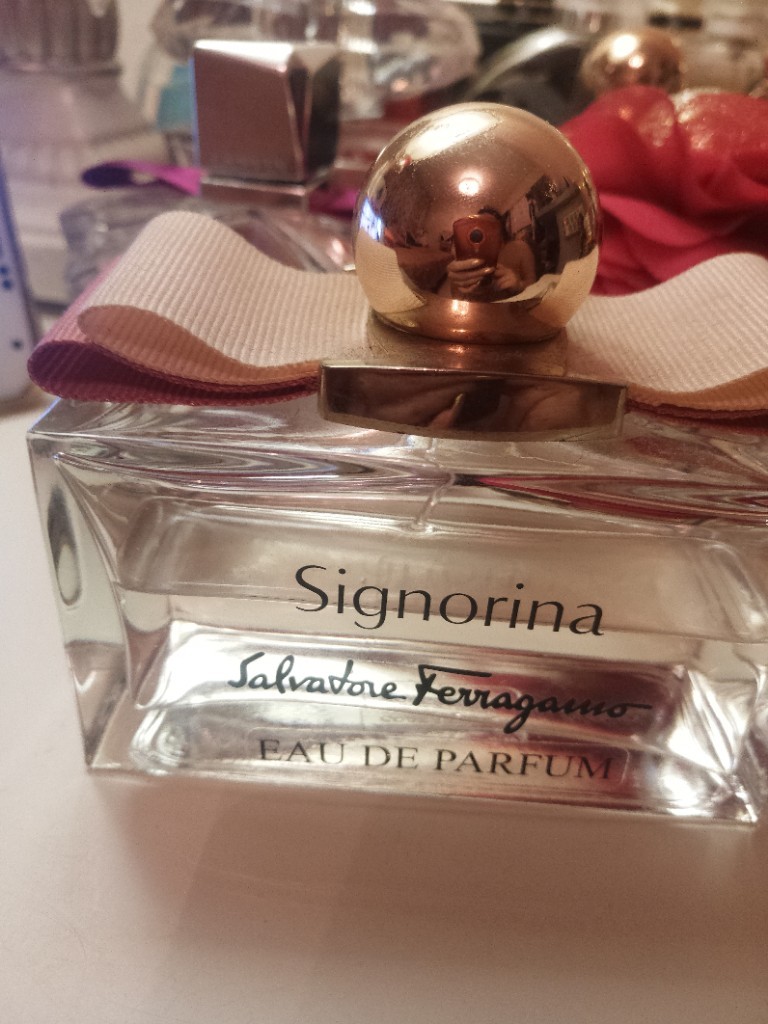 Signorina
Salvatore Ferragamo
EAU DE PARFUM